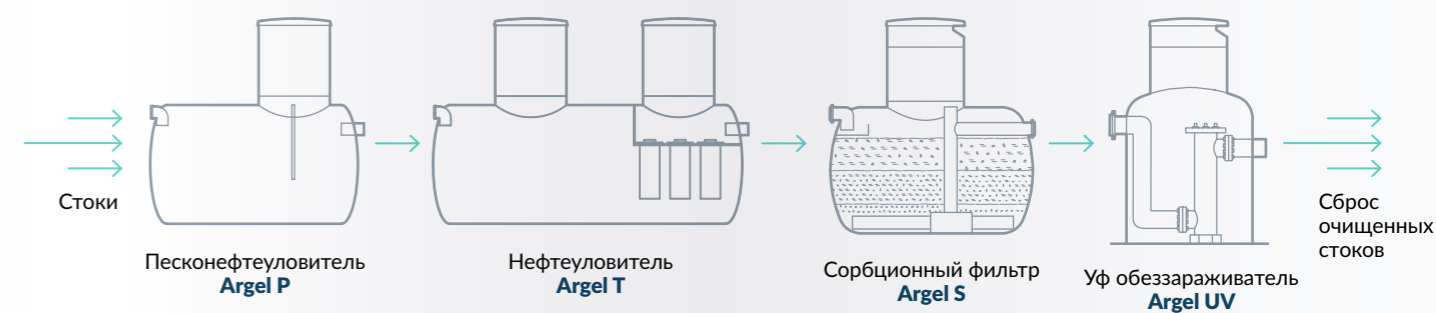 Стоки
Песконефтеуловитель
Argel P
Нефтеуловитель
Argel T
Сорбционный фильтр
Argel S
Уф обеззараживатель
Argel UV
Сброс
очищенных
стоков